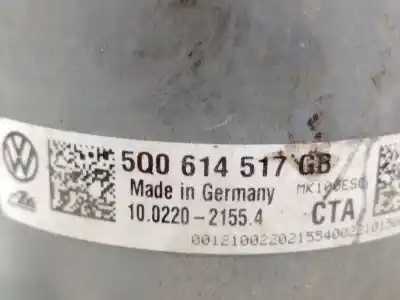 5Q0 614 517 GB
Made in Germany MK100ESC
10.0220-2155.4 CTA